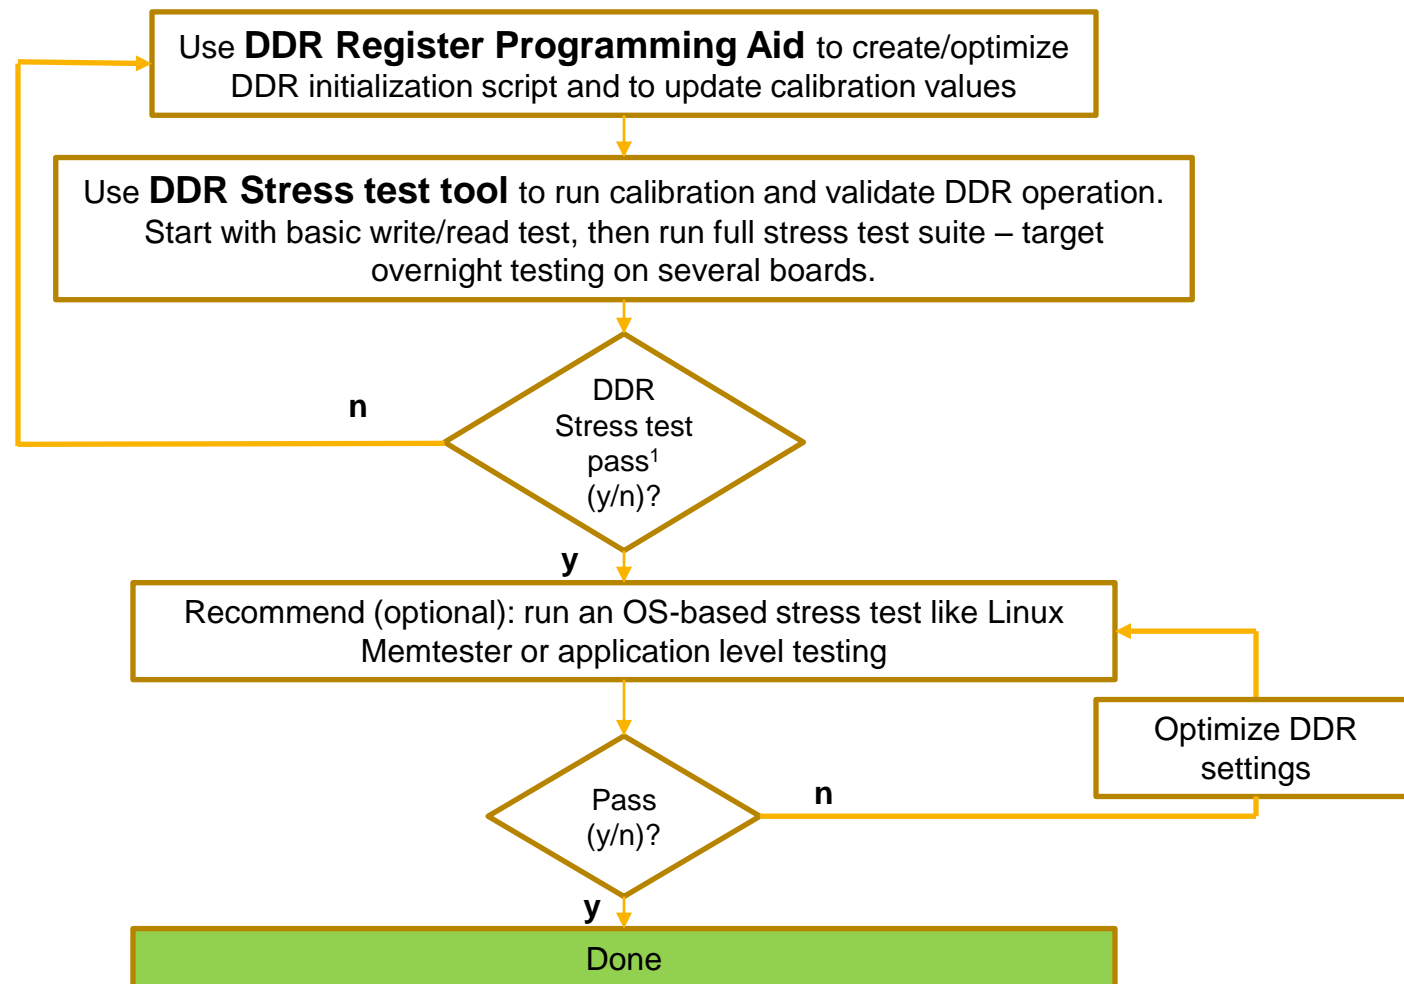 Use DDR Register Programming Aid to create/optimize
DDR initialization script and to update calibration values
Use DDR Stress test tool to run calibration and validate DDR operation.
Start with basic write/read test, then run full stress test suite – target
overnight testing on several boards.
DDR
Stress test
pass¹
(y/n)?
n
y
Recommend (optional): run an OS-based stress test like Linux
Memtester or application level testing
Optimize DDR
settings
Pass
(y/n)?
n
y
Done